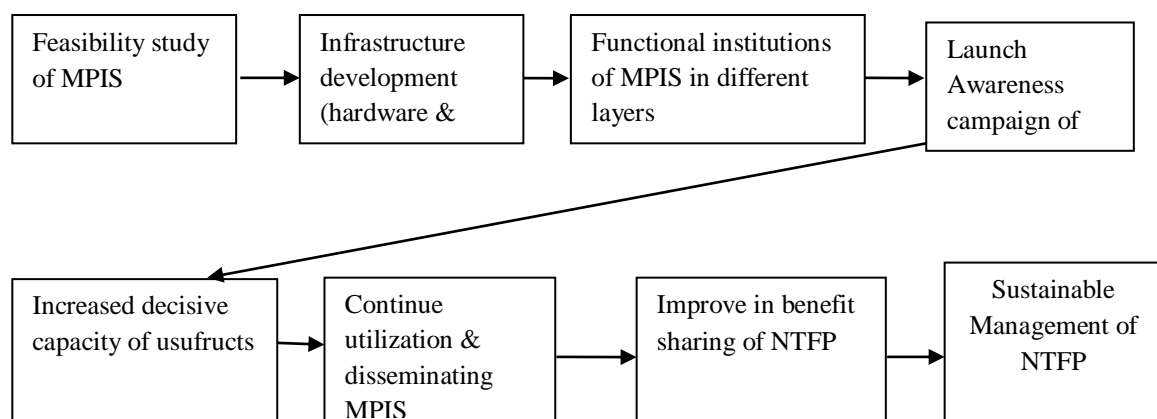 Feasibility study
of MPIS
Infrastructure
development
(hardware &
Functional institutions
of MPIS in different
layers
Launch
Awareness
campaign of
Increased decisive
capacity of usufructs
Continue
utilization &
disseminating
MPIS
Improve in benefit
sharing of NTFP
Sustainable
Management of
NTFP